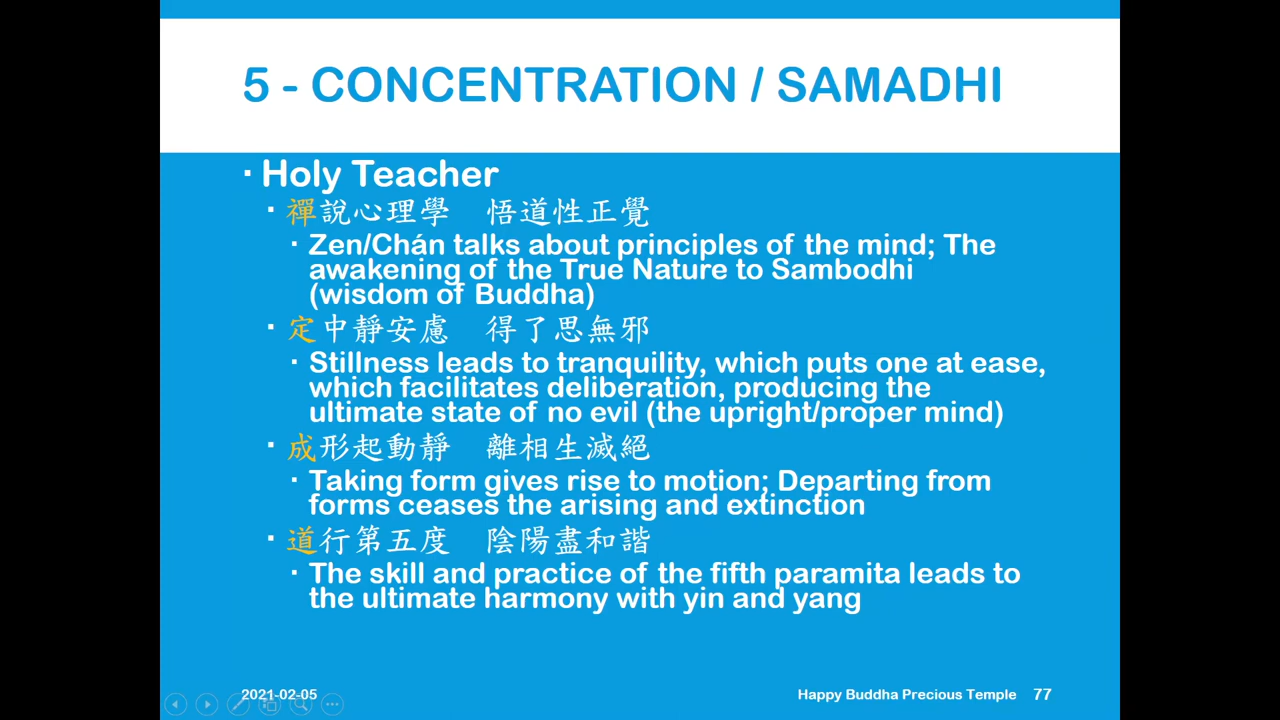 5 - CONCENTRATION / SAMADHI
▪ Holy Teacher
▪ 禪說心理學 悟道性正覺
▪ Zen/Chán talks about principles of the mind; The
awakening of the True Nature to Sambodhi
(wisdom of Buddha)
▪ 定中靜安慮 得了思無邪
▪ Stillness leads to tranquility, which puts one at ease,
which facilitates deliberation, producing the
ultimate state of no evil (the upright/proper mind)
▪ 成形起動靜 離相生滅絕
▪ Taking form gives rise to motion; Departing from
forms ceases the arising and extinction
▪ 道行第五度 陰陽盡和諧
▪ The skill and practice of the fifth paramita leads to
the ultimate harmony with yin and yang
2021-02-05 Happy Buddha Precious Temple 77